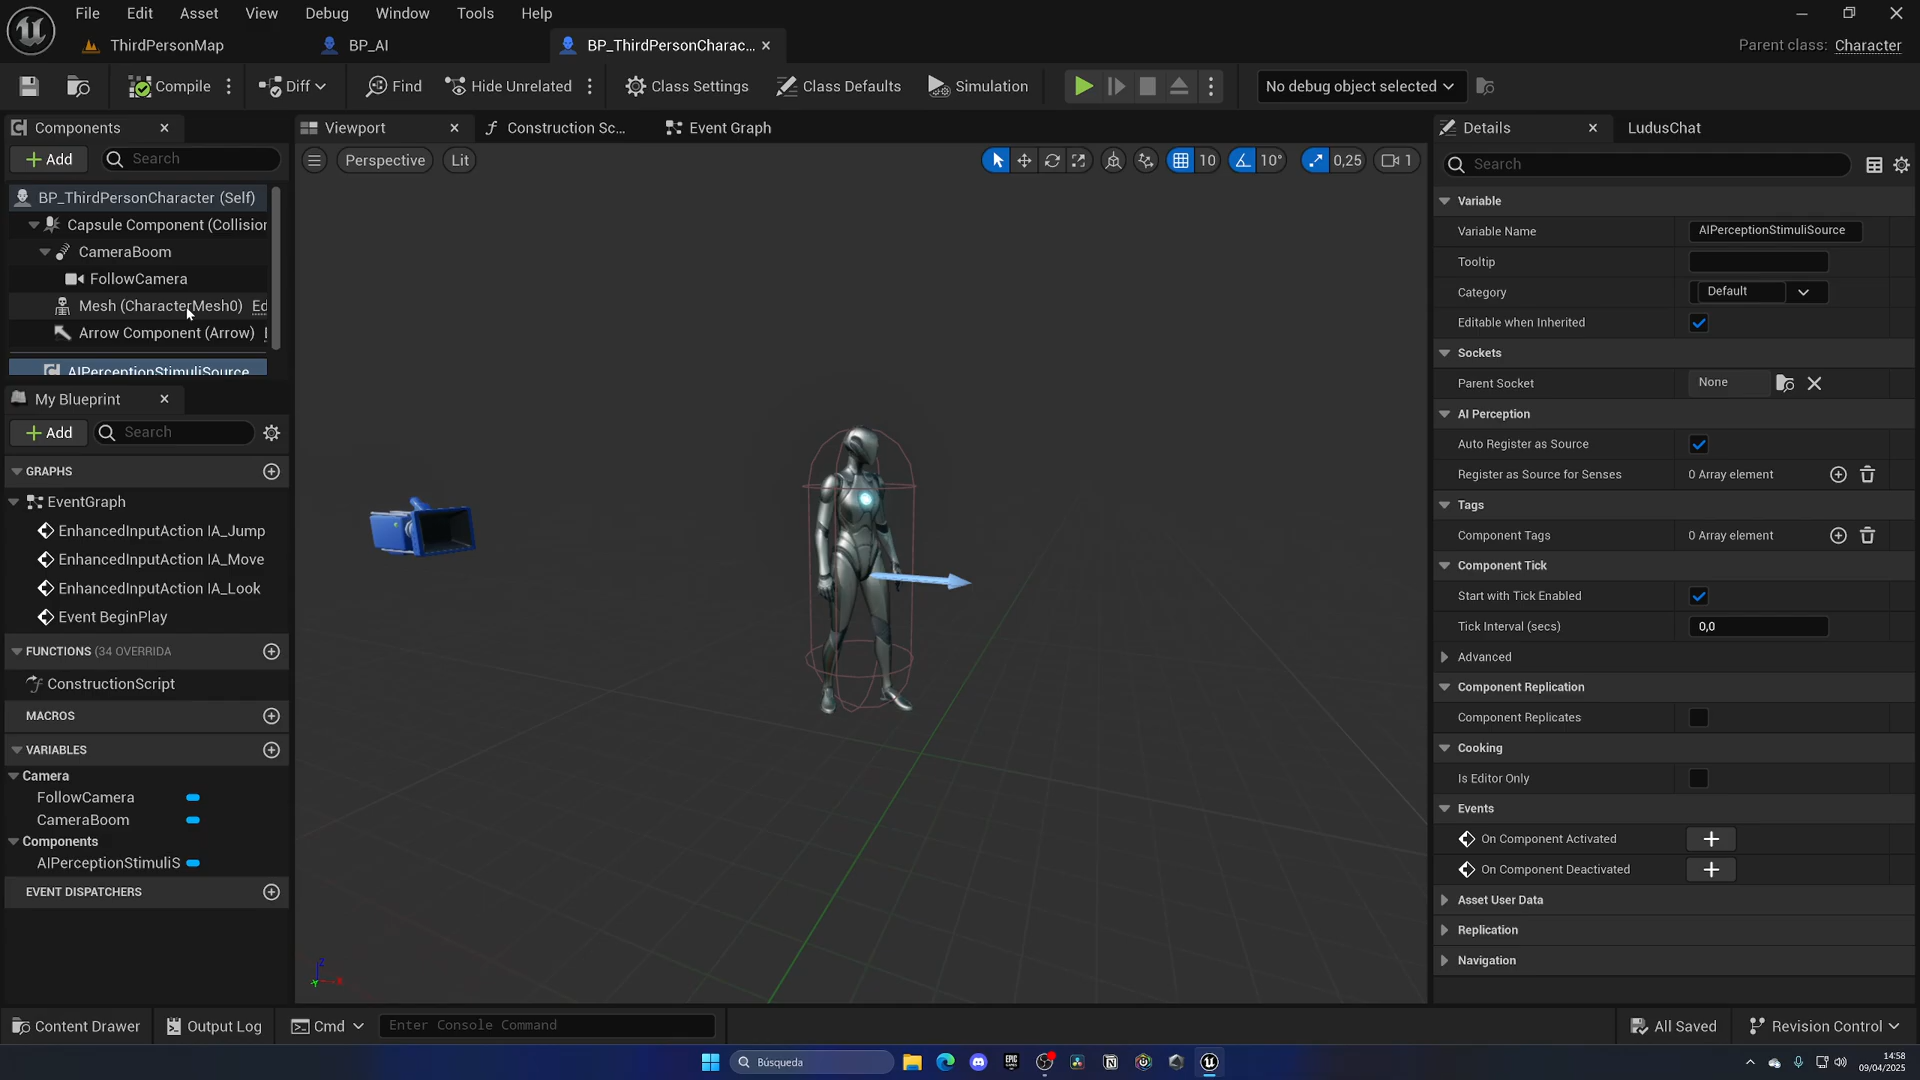 File Edit Asset View Debug Window Tools Help
ThirdPersonMap BP_AI BP_ThirdPersonCharac... Parent class: Character
Compile Diff Find Hide Unrelated Class Settings Class Defaults Simulation No debug object selected
Components Viewport Construction Sc... Event Graph Details LudusChat
Add Search Perspective Lit 10 10° 0,25 1 Search
BP_ThirdPersonCharacter (Self)
Capsule Component (Collision
CameraBoom
FollowCamera
Mesh (CharacterMesh0) Ed
Arrow Component (Arrow)
AIPerceptionStimuliSource
My Blueprint
Add Search
GRAPHS
EventGraph
EnhancedInputAction IA_Jump
EnhancedInputAction IA_Move
EnhancedInputAction IA_Look
Event BeginPlay
FUNCTIONS (34 OVERRIDA
ConstructionScript
MACROS
VARIABLES
Camera
FollowCamera
CameraBoom
Components
AIPerceptionStimuliS
EVENT DISPATCHERS
Z
Y X
Variable
Variable Name AIPerceptionStimuliSource
Tooltip
Category Default
Editable when Inherited
Sockets
Parent Socket None
AI Perception
Auto Register as Source
Register as Source for Senses 0 Array element
Tags
Component Tags 0 Array element
Component Tick
Start with Tick Enabled
Tick Interval (secs) 0,0
Advanced
Component Replication
Component Replicates
Cooking
Is Editor Only
Events
On Component Activated
On Component Deactivated
Asset User Data
Replication
Navigation
Content Drawer Output Log Cmd Enter Console Command All Saved Revision Control
Búsqueda
EPIC GAMES
14:58
09/04/2025